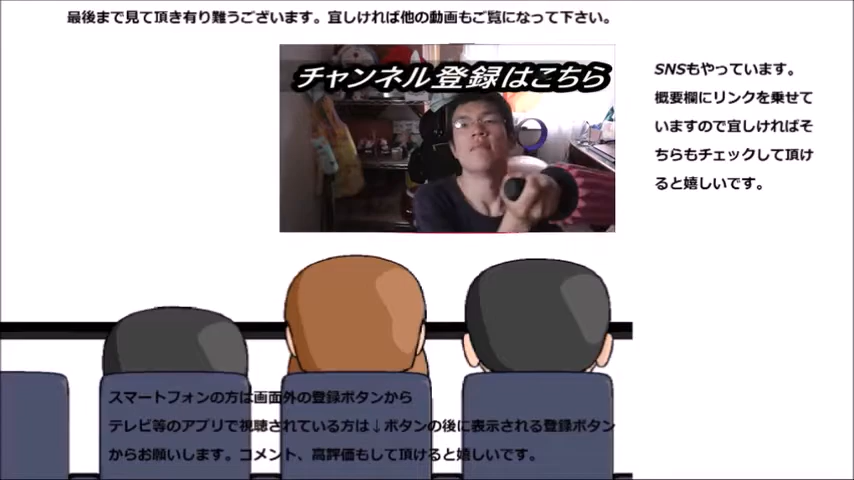 最後まで見て頂き有り難うございます。宜しければ他の動画もご覧になって下さい。
チャンネル登録はこちら
SNSもやっています。
概要欄にリンクを乗せて
いますので宜しければそ
ちらもチェックして頂け
ると嬉しいです。
スマートフォンの方は画面外の登録ボタンから
テレビ等のアプリで視聴されている方は↓ボタンの後に表示される登録ボタン
からお願いします。コメント、高評価もして頂けると嬉しいです。